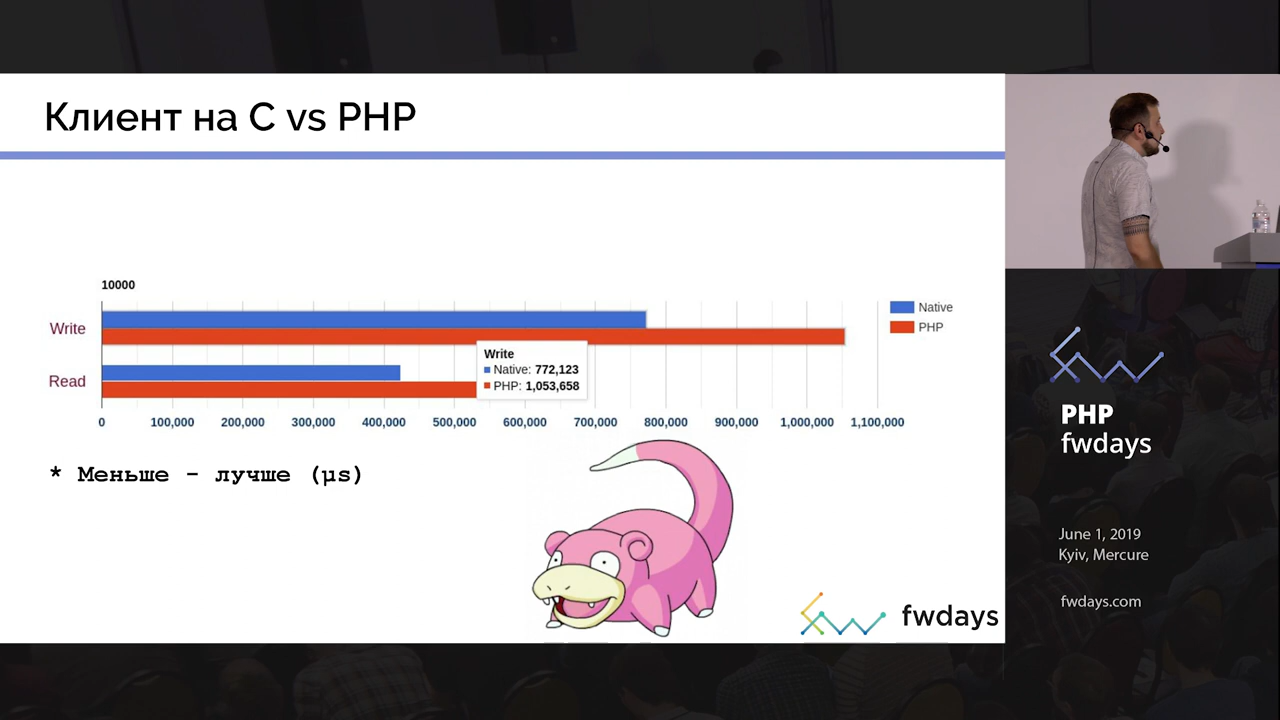 Клиент на C vs PHP
10000
Write
Read
Native
PHP
Write
Native: 772,123
PHP: 1,053,658
0 100,000 200,000 300,000 400,000 500,000 600,000 700,000 800,000 900,000 1,000,000 1,100,000
* Меньше - лучше (µs)
fwdays
PHP
fwdays
June 1, 2019
Kyiv, Mercure
fwdays.com